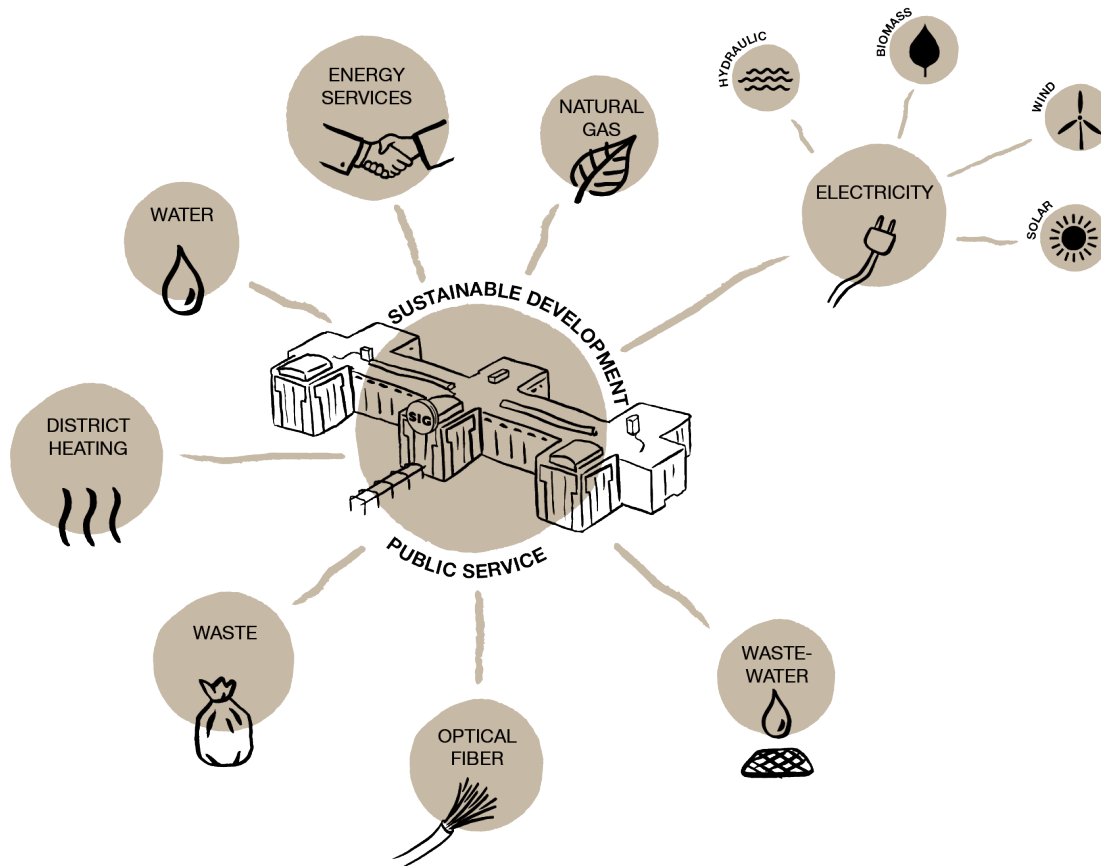 HYDRAULIC
BIOMASS
WIND
SOLAR
ENERGY
SERVICES
NATURAL
GAS
ELECTRICITY
WATER
SUSTAINABLE DEVELOPMENT
SIG
DISTRICT
HEATING
PUBLIC SERVICE
WASTE
WASTE-
WATER
OPTICAL
FIBER